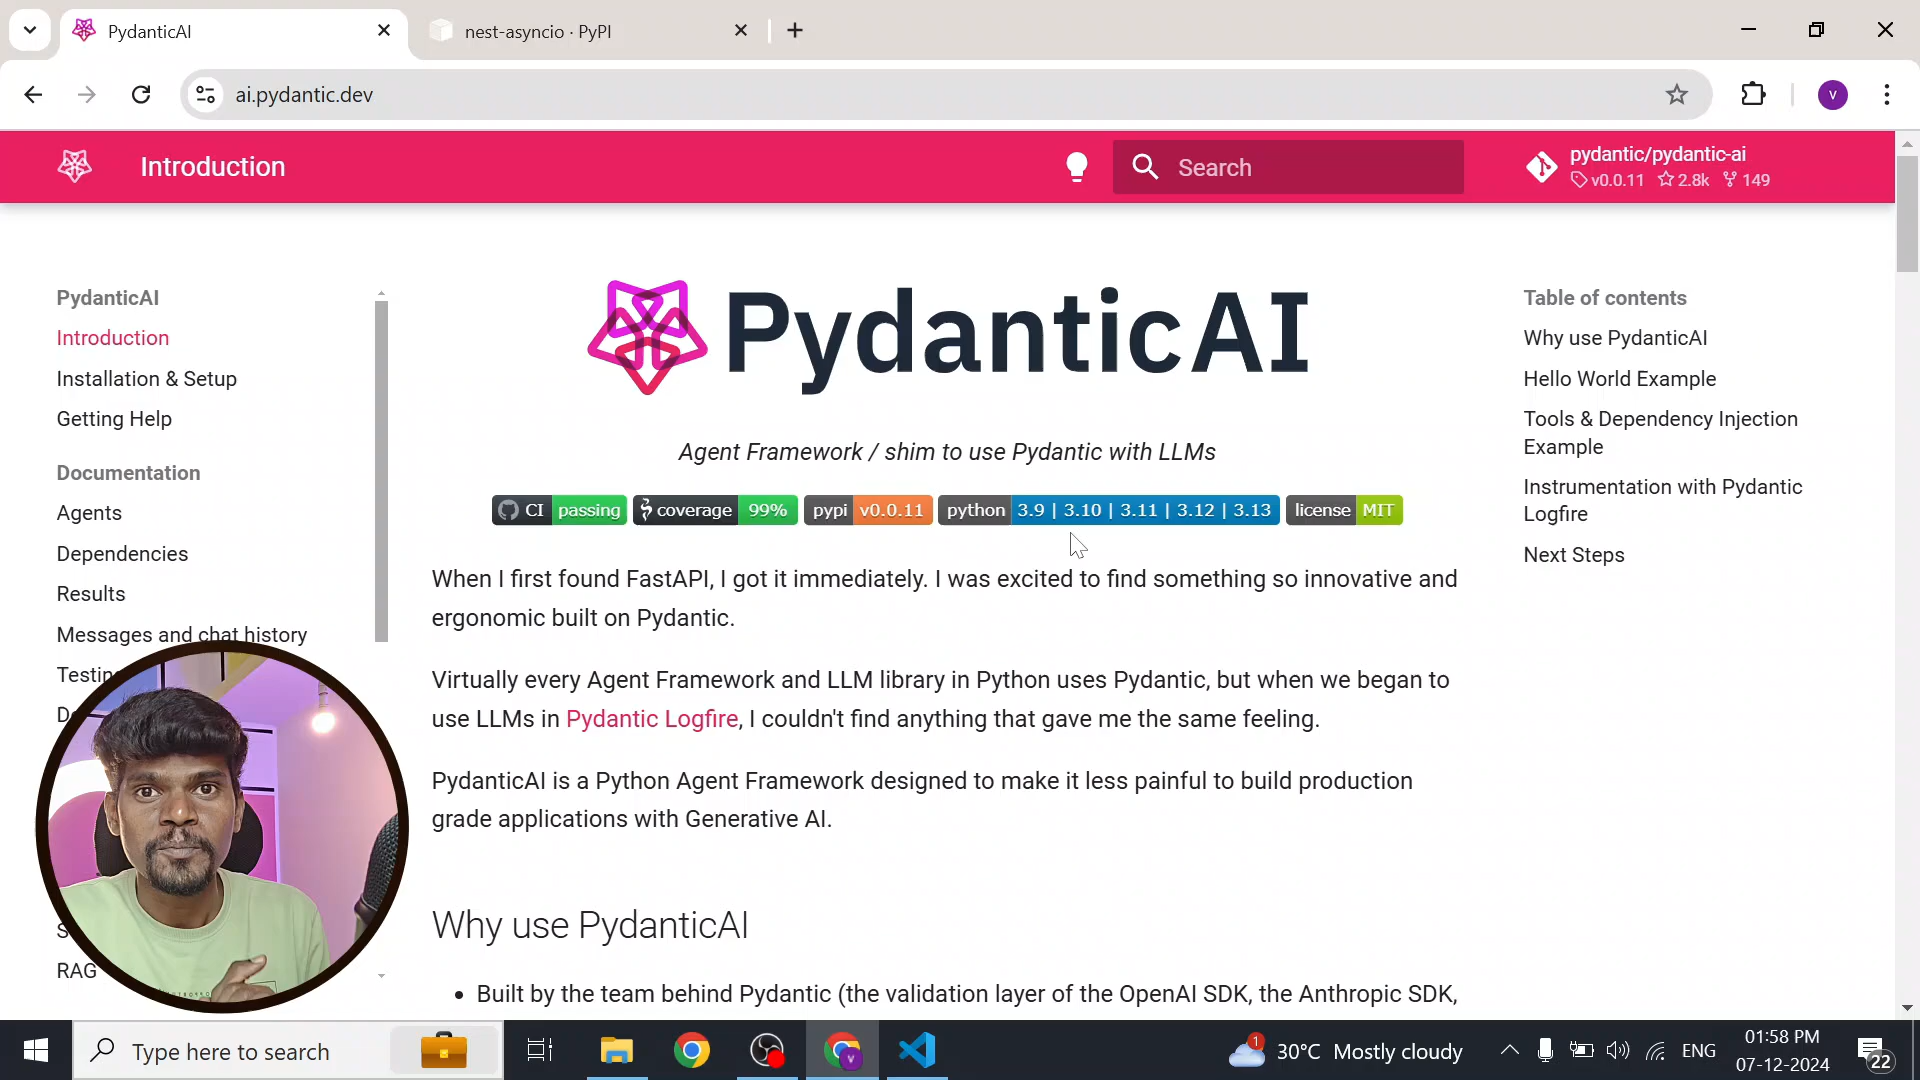 PydanticAI
nest-asyncio · PyPI
ai.pydantic.dev
V
Introduction
Search
pydantic/pydantic-ai
v0.0.11 2.8k 149
PydanticAI
Introduction
Installation & Setup
Getting Help
Documentation
Agents
Dependencies
Results
Messages and chat history
RAG
PydanticAI
Agent Framework / shim to use Pydantic with LLMs
CI passing coverage 99% pypi v0.0.11 python 3.9 | 3.10 | 3.11 | 3.12 | 3.13 license MIT
When I first found FastAPI, I got it immediately. I was excited to find something so innovative and
ergonomic built on Pydantic.
Virtually every Agent Framework and LLM library in Python uses Pydantic, but when we began to
use LLMs in Pydantic Logfire, I couldn't find anything that gave me the same feeling.
PydanticAI is a Python Agent Framework designed to make it less painful to build production
grade applications with Generative AI.
Why use PydanticAI
• Built by the team behind Pydantic (the validation layer of the OpenAI SDK, the Anthropic SDK,
Table of contents
Why use PydanticAI
Hello World Example
Tools & Dependency Injection
Example
Instrumentation with Pydantic
Logfire
Next Steps
Type here to search
V
1
30°C Mostly cloudy
ENG
01:58 PM
07-12-2024
22